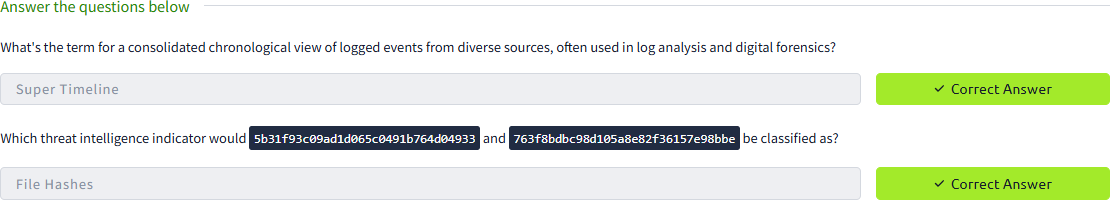 Answer the questions below
What's the term for a consolidated chronological view of logged events from diverse sources, often used in log analysis and digital forensics?
Super Timeline
✓ Correct Answer
Which threat intelligence indicator would 5b31f93c09ad1d065c0491b764d04933 and 763f8bdbc98d105a8e82f36157e98bbe be classified as?
File Hashes
✓ Correct Answer